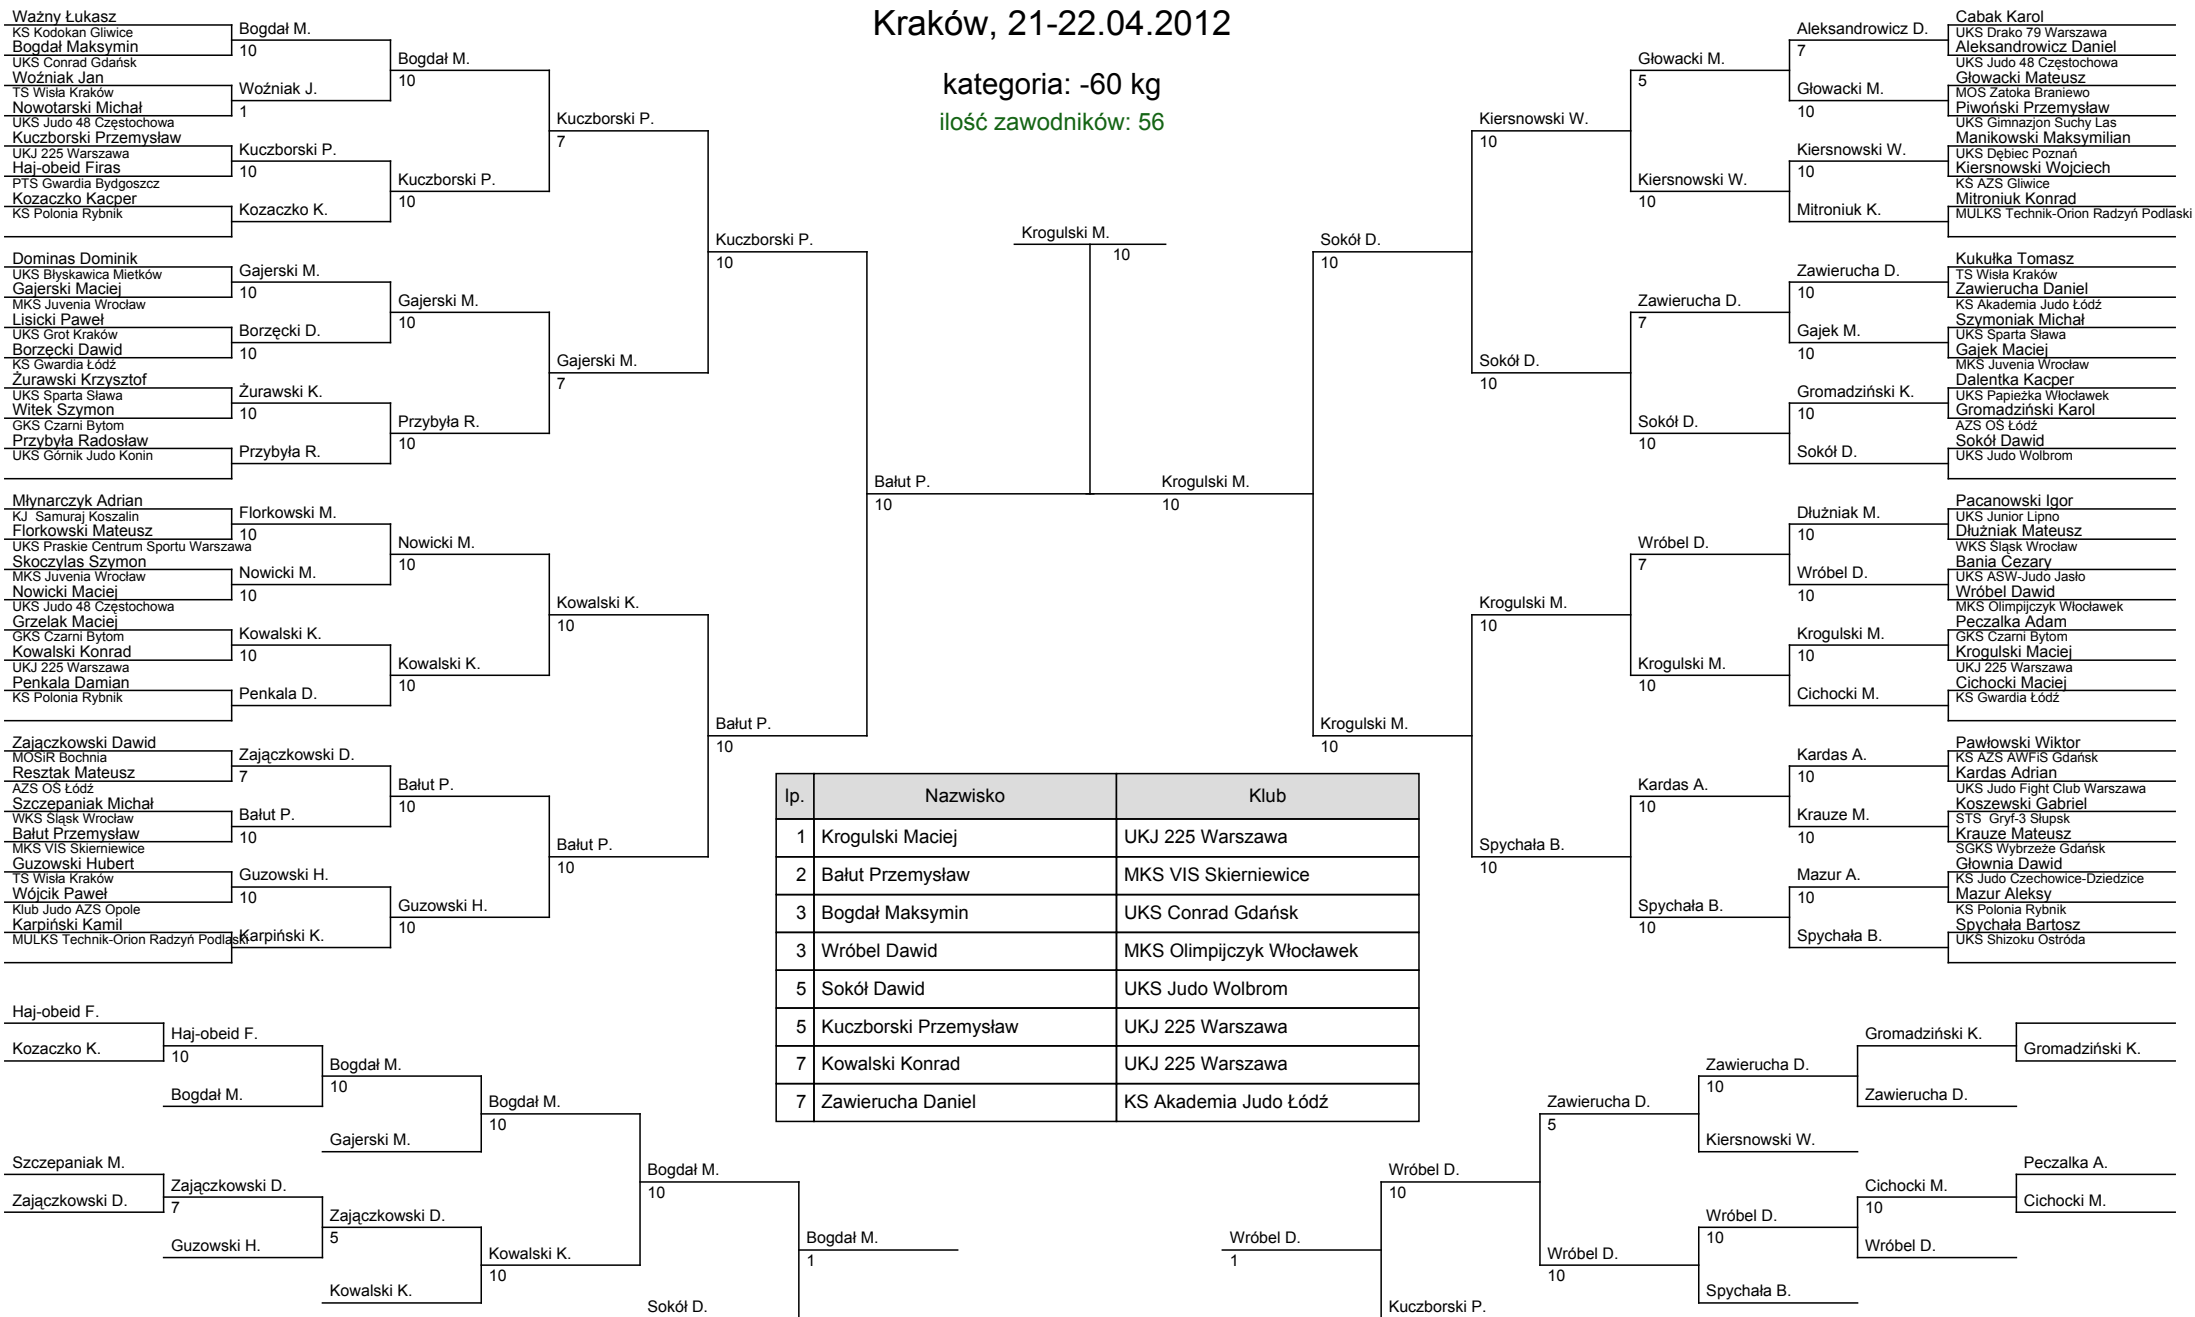 Kraków, 21-22.04.2012
kategoria: -60 kg
ilość zawodników: 56
Ważny Łukasz
KS Kodokan Gliwice
Bogdał Maksymin
UKS Conrad Gdańsk
Woźniak Jan
TS Wisła Kraków
Nowotarski Michał
UKS Judo 48 Częstochowa
Kuczborski Przemysław
UKJ 225 Warszawa
Haj-obeid Firas
PTS Gwardia Bydgoszcz
Kozaczko Kacper
KS Polonia Rybnik
Dominas Dominik
UKS Błyskawica Mietków
Gajerski Maciej
MKS Juvenia Wrocław
Lisicki Paweł
UKS Grot Kraków
Borzęcki Dawid
KS Gwardia Łódź
Żurawski Krzysztof
UKS Sparta Sława
Witek Szymon
GKS Czarni Bytom
Przybyła Radosław
UKS Górnik Judo Konin
Młynarczyk Adrian
KJ  Samuraj Koszalin
Florkowski Mateusz
UKS Praskie Centrum Sportu Warszawa
Skoczylas Szymon
MKS Juvenia Wrocław
Nowicki Maciej
UKS Judo 48 Częstochowa
Grzelak Maciej
GKS Czarni Bytom
Kowalski Konrad
UKJ 225 Warszawa
Penkala Damian
KS Polonia Rybnik
Zajączkowski Dawid
MOSiR Bochnia
Resztak Mateusz
AZS OŚ Łódź
Szczepaniak Michał
WKS Śląsk Wrocław
Bałut Przemysław
MKS VIS Skierniewice
Guzowski Hubert
TS Wisła Kraków
Wójcik Paweł
Klub Judo AZS Opole
Karpiński Kamil
MULKS Technik-Orion Radzyń Podlaski
Bogdał M.
10
Woźniak J.
1
Kuczborski P.
10
Kozaczko K.
Gajerski M.
10
Borzęcki D.
10
Żurawski K.
10
Przybyła R.
Florkowski M.
10
Nowicki M.
10
Kowalski K.
10
Penkala D.
Zajączkowski D.
7
Bałut P.
10
Guzowski H.
10
Karpiński K.
Bogdał M.
10
Kuczborski P.
10
Gajerski M.
10
Przybyła R.
10
Nowicki M.
10
Kowalski K.
10
Bałut P.
10
Guzowski H.
10
Kuczborski P.
7
Gajerski M.
7
Kowalski K.
10
Bałut P.
10
Kuczborski P.
10
Bałut P.
10
Bałut P.
10
Krogulski M.
10
Krogulski M.
10
Sokół D.
10
Krogulski M.
10
Kiersnowski W.
10
Sokół D.
10
Krogulski M.
10
Spychała B.
10
Głowacki M.
5
Kiersnowski W.
10
Zawierucha D.
7
Sokół D.
10
Wróbel D.
7
Krogulski M.
10
Kardas A.
10
Spychała B.
10
Aleksandrowicz D.
7
Głowacki M.
10
Kiersnowski W.
10
Mitroniuk K.
Zawierucha D.
10
Gajek M.
10
Gromadziński K.
10
Sokół D.
Dłużniak M.
10
Wróbel D.
10
Krogulski M.
10
Cichocki M.
Kardas A.
10
Krauze M.
10
Mazur A.
10
Spychała B.
Cabak Karol
UKS Drako 79 Warszawa
Aleksandrowicz Daniel
UKS Judo 48 Częstochowa
Głowacki Mateusz
MOS Zatoka Braniewo
Piwoński Przemysław
UKS Gimnazjon Suchy Las
Manikowski Maksymilian
UKS Dębiec Poznań
Kiersnowski Wojciech
KS AZS Gliwice
Mitroniuk Konrad
MULKS Technik-Orion Radzyń Podlaski
Kukułka Tomasz
TS Wisła Kraków
Zawierucha Daniel
KS Akademia Judo Łódź
Szymoniak Michał
UKS Sparta Sława
Gajek Maciej
MKS Juvenia Wrocław
Dalentka Kacper
UKS Papieżka Włocławek
Gromadziński Karol
AZS OŚ Łódź
Sokół Dawid
UKS Judo Wolbrom
Pacanowski Igor
UKS Junior Lipno
Dłużniak Mateusz
WKS Śląsk Wrocław
Bania Cezary
UKS ASW-Judo Jasło
Wróbel Dawid
MKS Olimpijczyk Włocławek
Peczalka Adam
GKS Czarni Bytom
Krogulski Maciej
UKJ 225 Warszawa
Cichocki Maciej
KS Gwardia Łódź
Pawłowski Wiktor
KS AZS AWFiS Gdańsk
Kardas Adrian
UKS Judo Fight Club Warszawa
Koszewski Gabriel
STS  Gryf-3 Słupsk
Krauze Mateusz
SGKS Wybrzeże Gdańsk
Głownia Dawid
KS Judo Czechowice-Dziedzice
Mazur Aleksy
KS Polonia Rybnik
Spychała Bartosz
UKS Shizoku Ostróda
lp. Nazwisko Klub
1 Krogulski Maciej UKJ 225 Warszawa
2 Bałut Przemysław MKS VIS Skierniewice
3 Bogdał Maksymin UKS Conrad Gdańsk
3 Wróbel Dawid MKS Olimpijczyk Włocławek
5 Sokół Dawid UKS Judo Wolbrom
5 Kuczborski Przemysław UKJ 225 Warszawa
7 Kowalski Konrad UKJ 225 Warszawa
7 Zawierucha Daniel KS Akademia Judo Łódź
Haj-obeid F.
Kozaczko K.
Szczepaniak M.
Zajączkowski D.
Haj-obeid F.
10
Bogdał M.
Zajączkowski D.
7
Guzowski H.
Bogdał M.
10
Gajerski M.
Zajączkowski D.
5
Kowalski K.
Bogdał M.
10
Kowalski K.
10
Bogdał M.
10
Sokół D.
Bogdał M.
1
Wróbel D.
1
Wróbel D.
10
Kuczborski P.
Zawierucha D.
5
Wróbel D.
10
Zawierucha D.
10
Kiersnowski W.
Wróbel D.
10
Spychała B.
Gromadziński K.
Zawierucha D.
Cichocki M.
10
Wróbel D.
Gromadziński K.
Peczalka A.
Cichocki M.